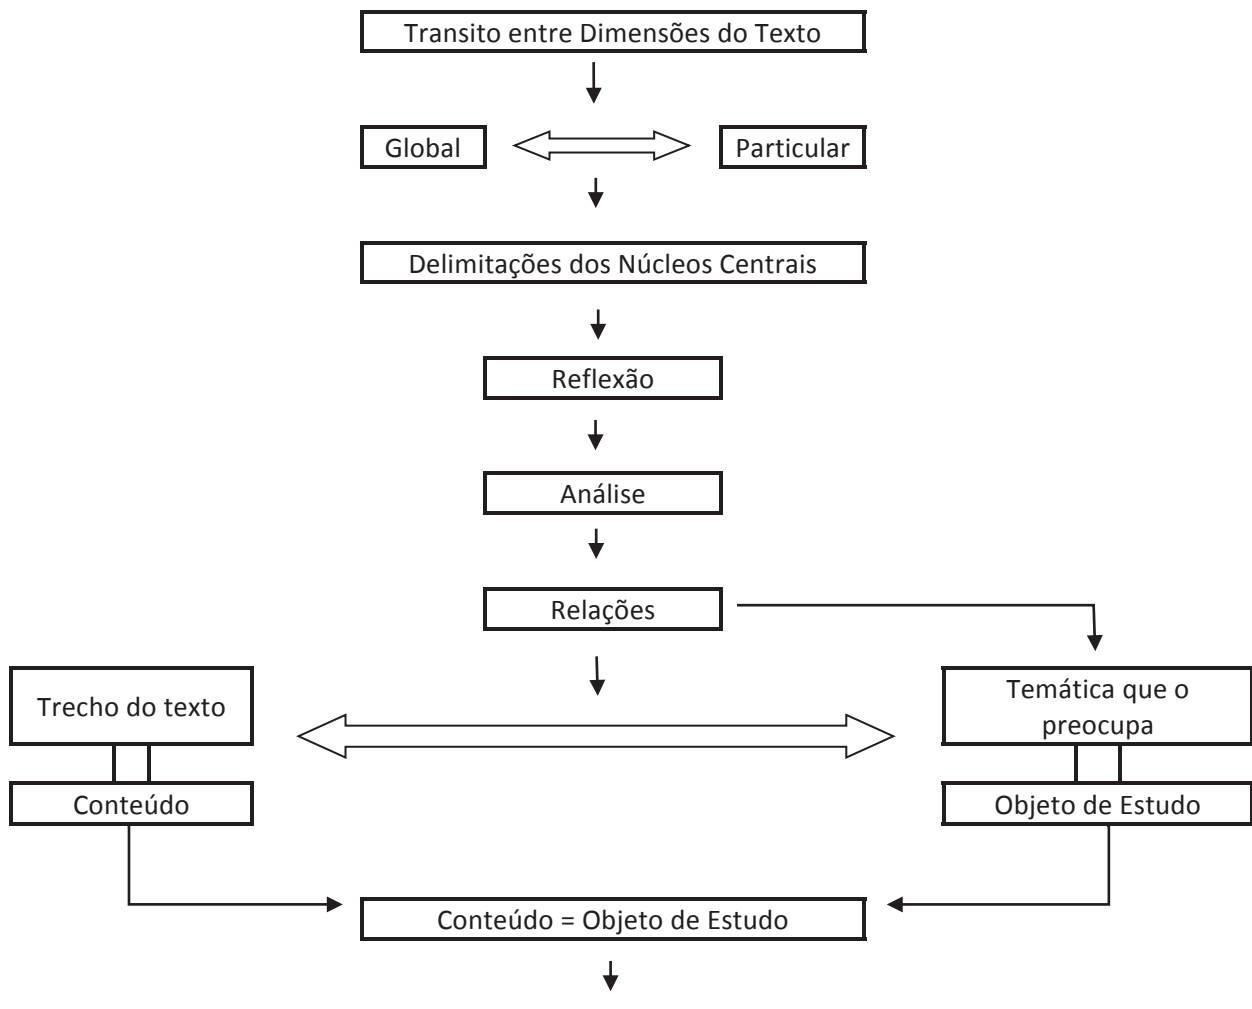 Transito entre Dimensões do Texto
Global
Particular
Delimitações dos Núcleos Centrais
Reflexão
Análise
Relações
Trecho do texto
Temática que o
preocupa
Conteúdo
Objeto de Estudo
Conteúdo = Objeto de Estudo